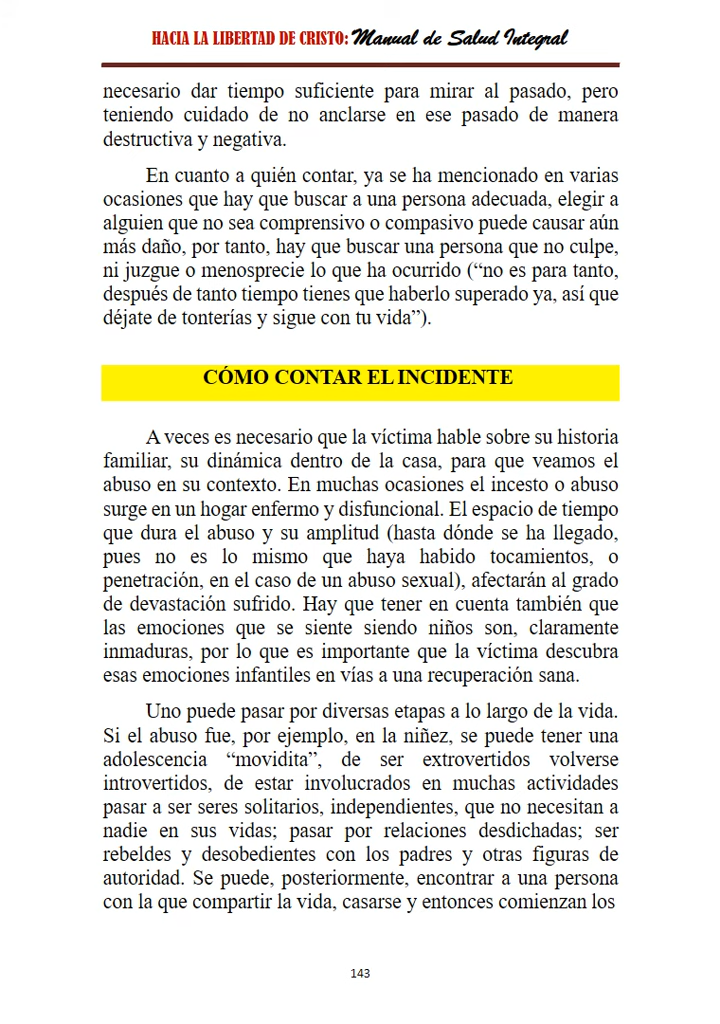 HACIA LA LIBERTAD DE CRISTO: Manual de Salud Integral
necesario dar tiempo suficiente para mirar al pasado, pero
teniendo cuidado de no anclarse en ese pasado de manera
destructiva y negativa.
En cuanto a quién contar, ya se ha mencionado en varias
ocasiones que hay que buscar a una persona adecuada, elegir a
alguien que no sea comprensivo o compasivo puede causar aún
más daño, por tanto, hay que buscar una persona que no culpe,
ni juzgue o menosprecie lo que ha ocurrido (“no es para tanto,
después de tanto tiempo tienes que haberlo superado ya, así que
déjate de tonterías y sigue con tu vida”).
CÓMO CONTAR EL INCIDENTE
A veces es necesario que la víctima hable sobre su historia
familiar, su dinámica dentro de la casa, para que veamos el
abuso en su contexto. En muchas ocasiones el incesto o abuso
surge en un hogar enfermo y disfuncional. El espacio de tiempo
que dura el abuso y su amplitud (hasta dónde se ha llegado,
pues no es lo mismo que haya habido tocamientos, o
penetración, en el caso de un abuso sexual), afectarán al grado
de devastación sufrido. Hay que tener en cuenta también que
las emociones que se siente siendo niños son, claramente
inmaduras, por lo que es importante que la víctima descubra
esas emociones infantiles en vías a una recuperación sana.
Uno puede pasar por diversas etapas a lo largo de la vida.
Si el abuso fue, por ejemplo, en la niñez, se puede tener una
adolescencia “movidita”, de ser extrovertidos volverse
introvertidos, de estar involucrados en muchas actividades
pasar a ser seres solitarios, independientes, que no necesitan a
nadie en sus vidas; pasar por relaciones desdichadas; ser
rebeldes y desobedientes con los padres y otras figuras de
autoridad. Se puede, posteriormente, encontrar a una persona
con la que compartir la vida, casarse y entonces comienzan los
143